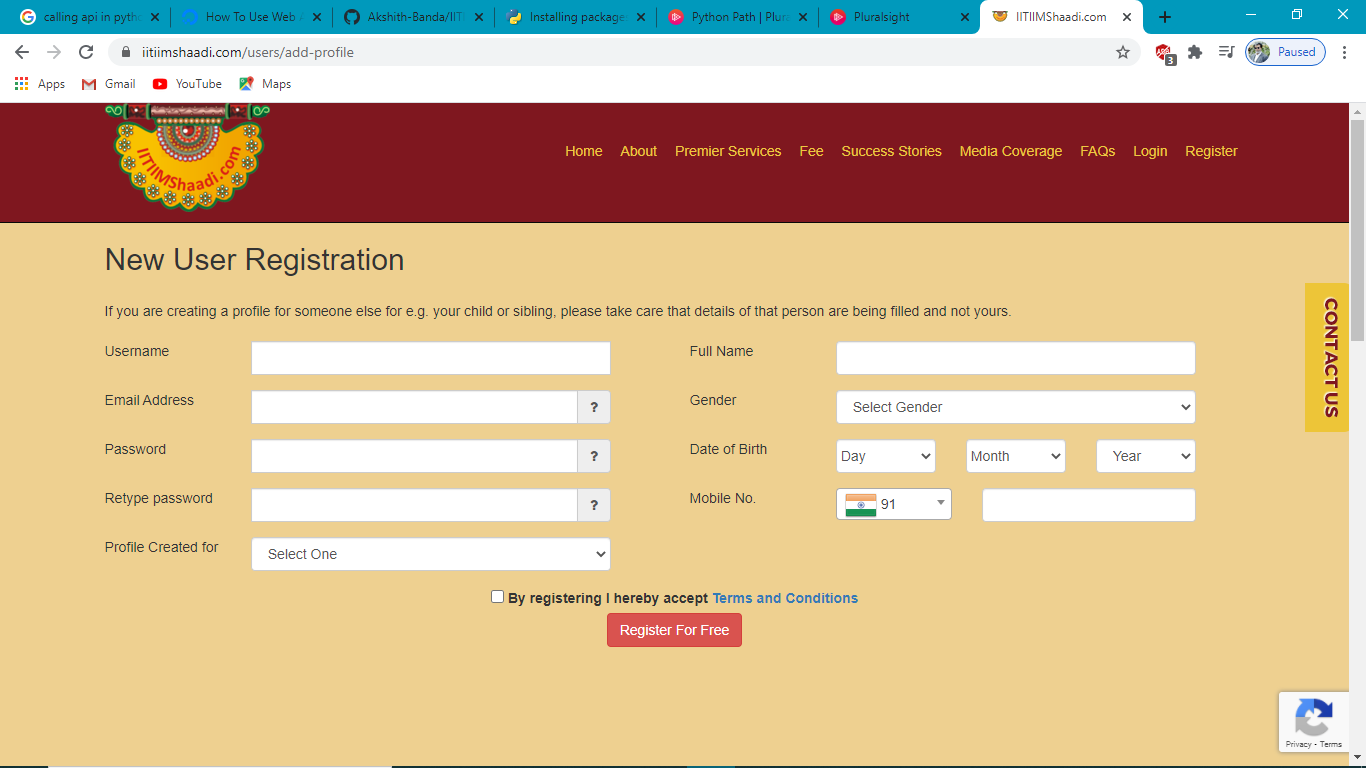 calling api in pytho
How To Use Web A
Akshith-Banda/IIT
Installing package
Python Path | Plur
Pluralsight
IITIIMShaadi.com
iitiimshaadi.com/users/add-profile
3
Paused
Apps Gmail YouTube Maps
IITIIMShaadi.com
Home About Premier Services Fee Success Stories Media Coverage FAQs Login Register
New User Registration
If you are creating a profile for someone else for e.g. your child or sibling, please take care that details of that person are being filled and not yours.
Username
Full Name
Email Address ?
Gender Select Gender
Password ?
Date of Birth Day Month Year
Retype password ?
Mobile No. 91
Profile Created for Select One
By registering I hereby accept Terms and Conditions
Register For Free
CONTACT US
Privacy - Terms